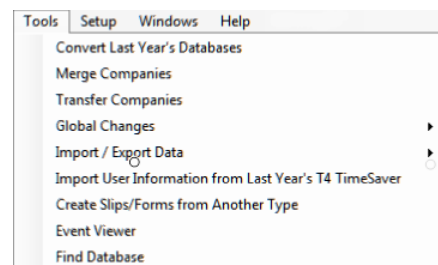 Tools Setup Windows Help
Convert Last Year's Databases
Merge Companies
Transfer Companies
Global Changes
Import / Export Data
Import User Information from Last Year's T4 TimeSaver
Create Slips/Forms from Another Type
Event Viewer
Find Database